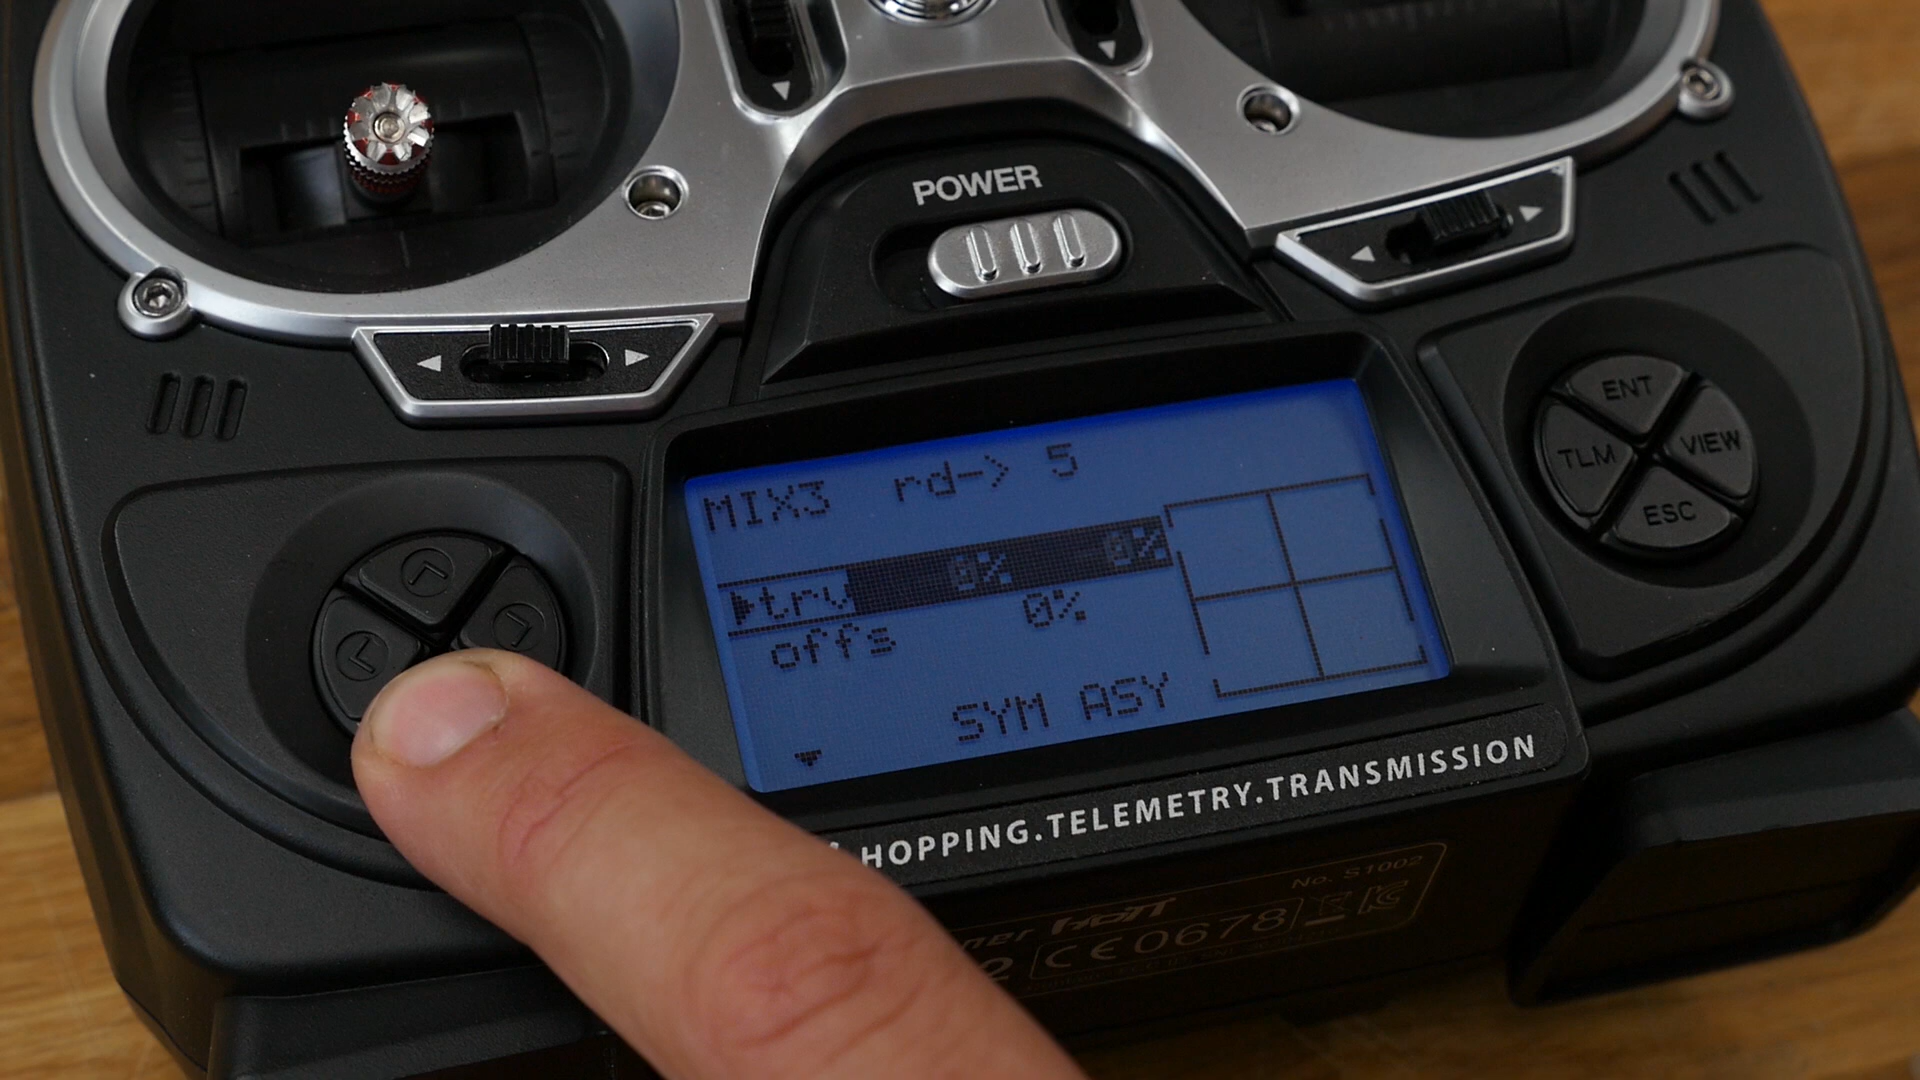 POWER
ENT
TLM VIEW
ESC
MIX3 rd-> 5
▶trv 0% -0%
offs 0%
SYM ASY
HOPPING.TELEMETRY.TRANSMISSION
No. S1002
HoTT
CE0678